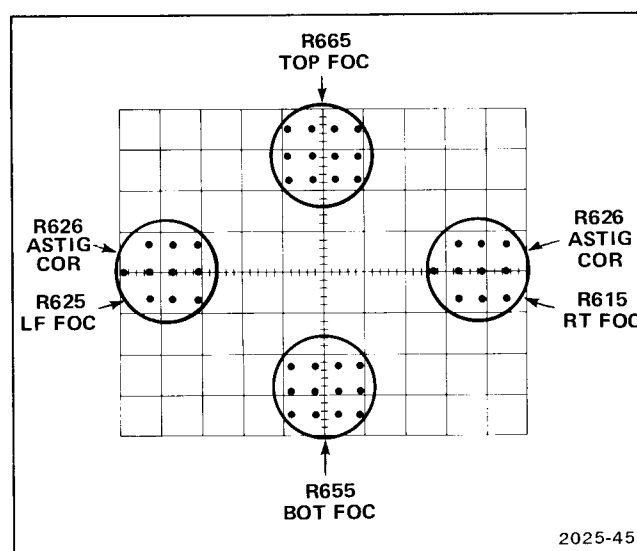 R665
TOP FOC
R626
ASTIG
COR
R625
LF FOC
R626
ASTIG
COR
R615
RT FOC
R655
BOT FOC
2025-45